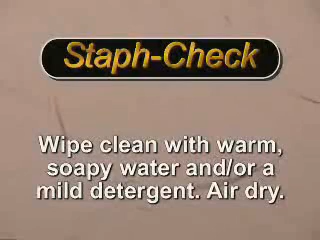 Staph-Check
Wipe clean with warm,
soapy water and/or a
mild detergent. Air dry.